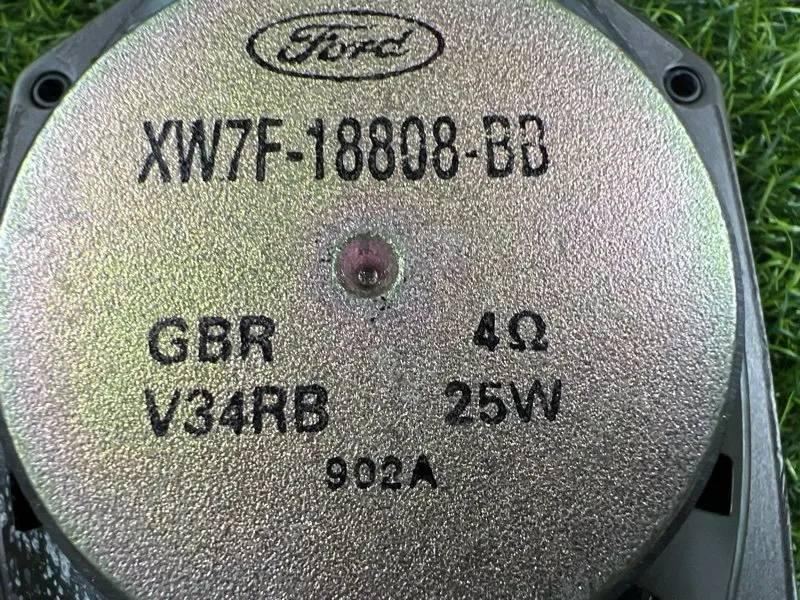 Ford
XW7F-18808-BB
GBR 4Ω
V34RB 25W
902A